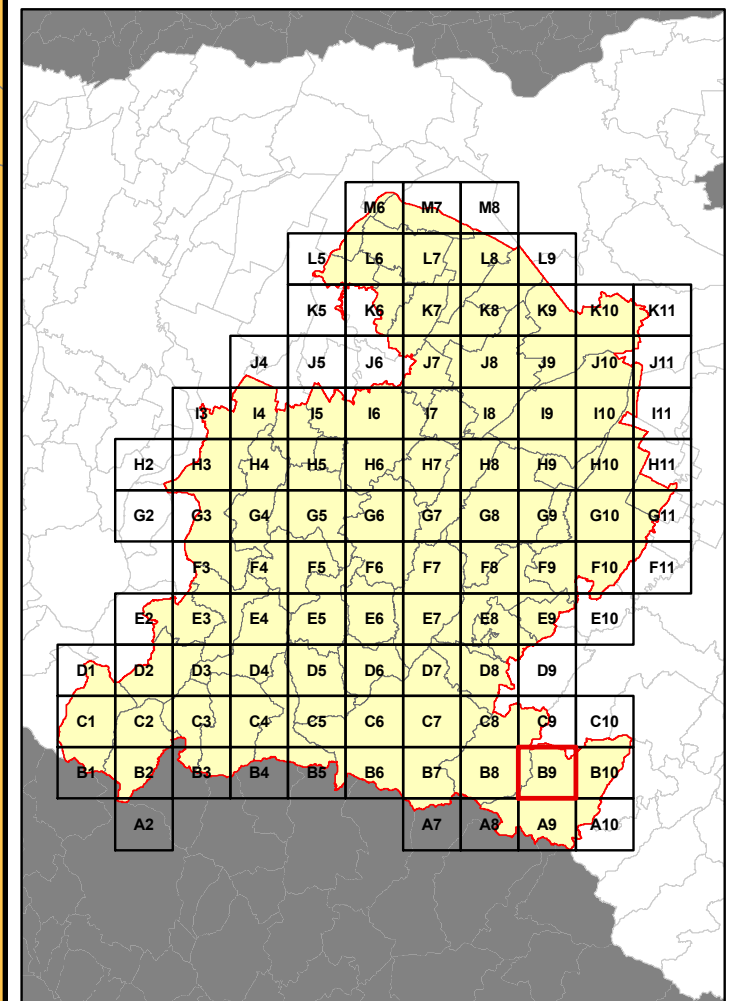 M6 M7 M8
L5 L6 L7 L8 L9
K5 K6 K7 K8 K9 K10 K11
J4 J5 J6 J7 J8 J9 J10 J11
I3 I4 I5 I6 I7 I8 I9 I10 I11
H2 H3 H4 H5 H6 H7 H8 H9 H10 H11
G2 G3 G4 G5 G6 G7 G8 G9 G10 G11
F3 F4 F5 F6 F7 F8 F9 F10 F11
E2 E3 E4 E5 E6 E7 E8 E9 E10
D1 D2 D3 D4 D5 D6 D7 D8 D9
C1 C2 C3 C4 C5 C6 C7 C8 C9 C10
B1 B2 B3 B4 B5 B6 B7 B8 B9 B10
A2 A7 A8 A9 A10